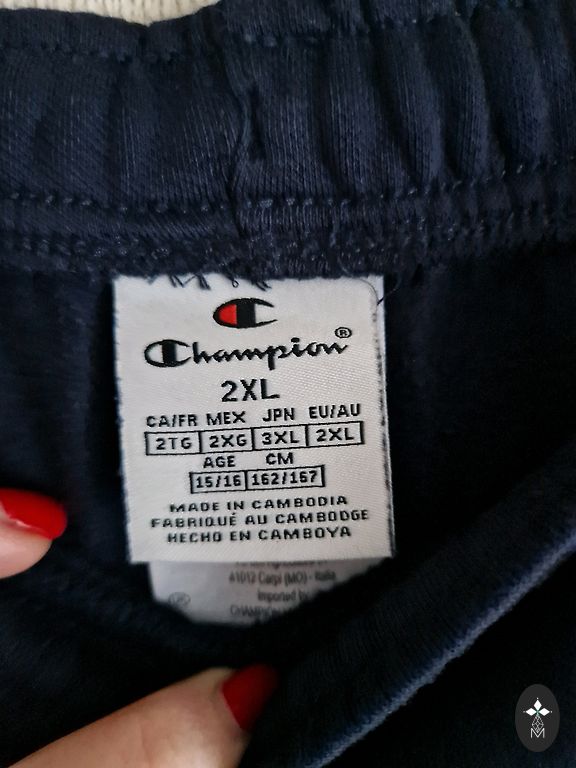 Champion®
2XL
CA/FR MEX JPN EU/AU
2TG 2XG 3XL 2XL
AGE CM
15/16 162/167
MADE IN CAMBODIA
FABRIQUÉ AU CAMBODGE
HECHO EN CAMBOYA
41012 Carpi (MO) - Italia
Imported by
CHAMPION
M